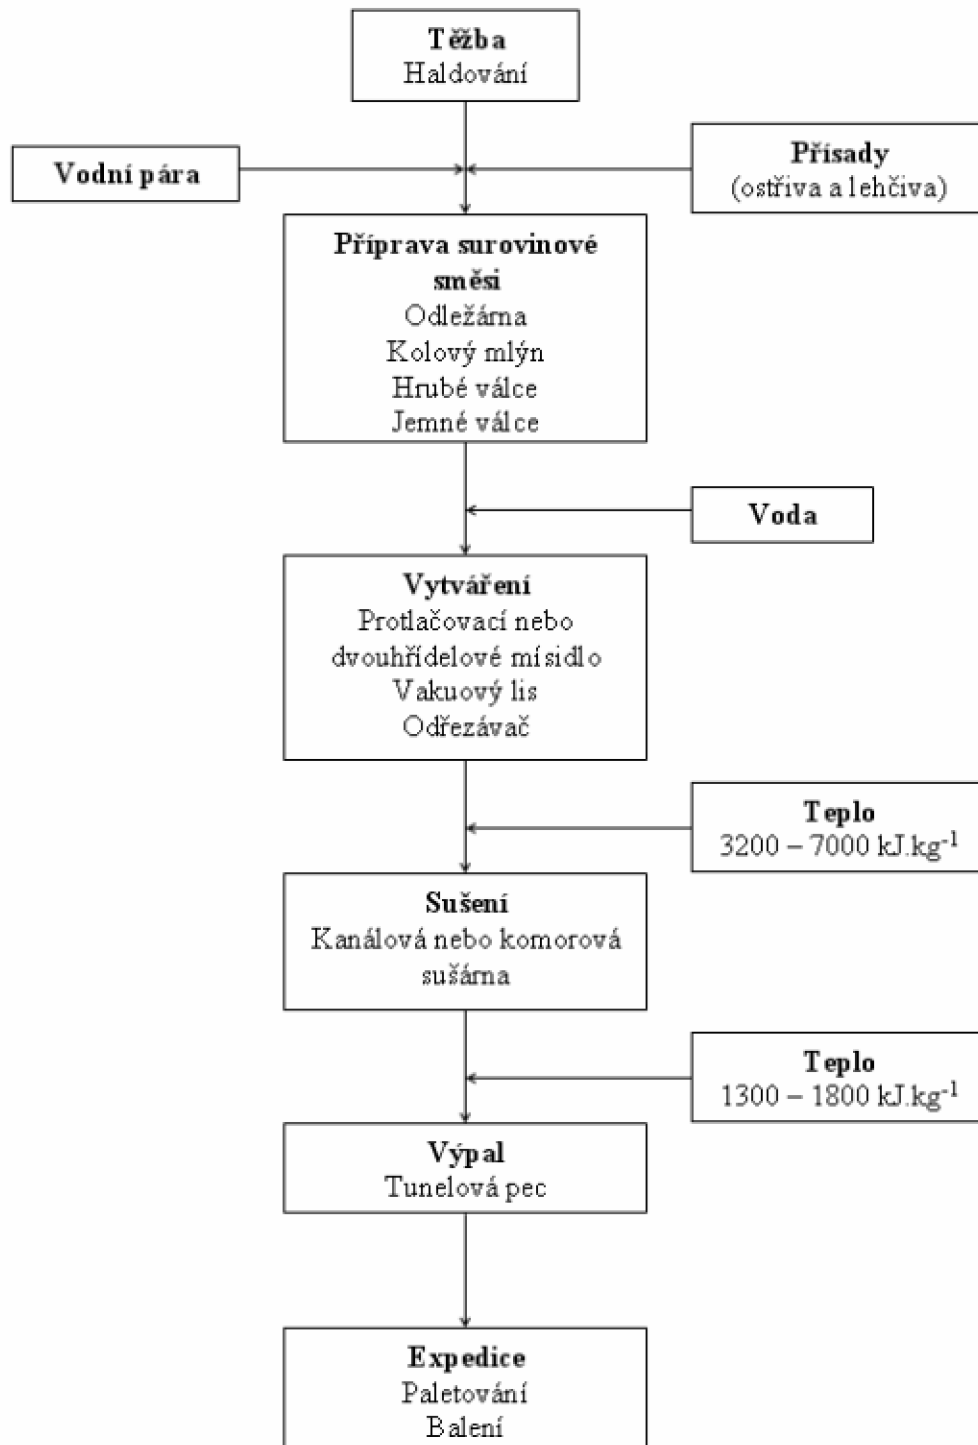 Těžba
Haldování
Vodní pára
Přísady
(ostřiva a lehčiva)
Příprava surovinové
směsi
Odležárna
Kolový mlýn
Hrubé válce
Jemné válce
Voda
Vytváření
Protlačovací nebo
dvouhřídelové mísidlo
Vakuový lis
Odřezávač
Teplo
3200 – 7000 kJ.kg⁻¹
Sušení
Kanálová nebo komorová
sušárna
Teplo
1300 – 1800 kJ.kg⁻¹
Výpal
Tunelová pec
Expedice
Paletování
Balení